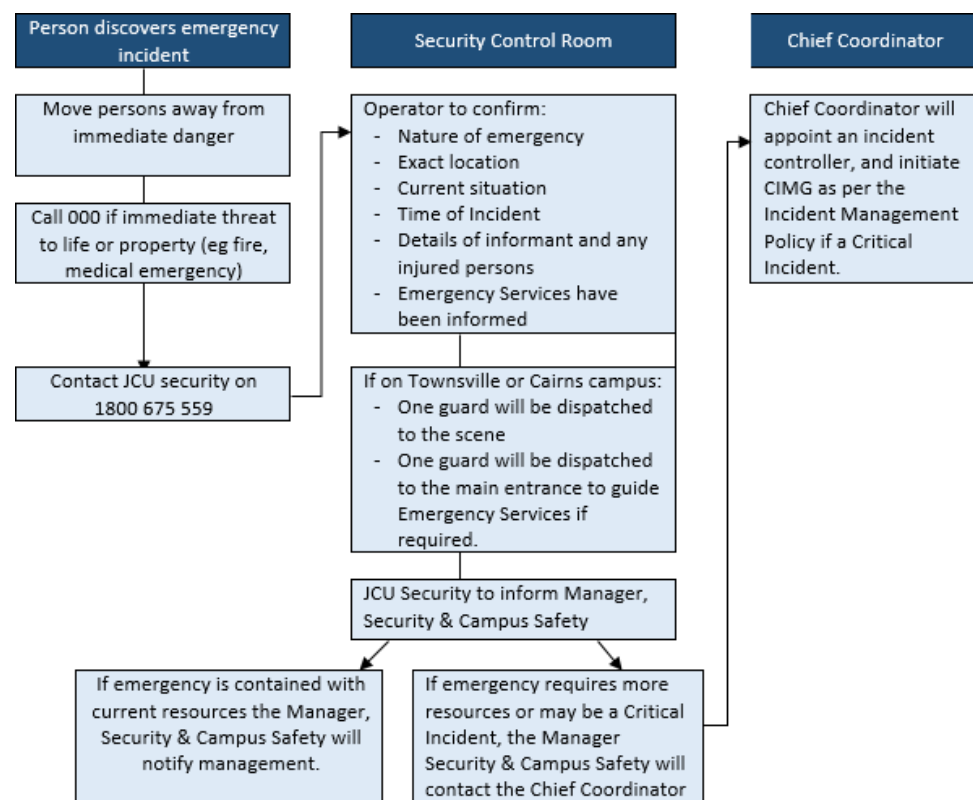 Person discovers emergency
incident
Move persons away from
immediate danger
Call 000 if immediate threat
to life or property (eg fire,
medical emergency)
Contact JCU security on
1800 675 559
Security Control Room
Operator to confirm:
- Nature of emergency
- Exact location
- Current situation
- Time of Incident
- Details of informant and any
injured persons
- Emergency Services have
been informed
If on Townsville or Cairns campus:
- One guard will be dispatched
to the scene
- One guard will be dispatched
to the main entrance to guide
Emergency Services if
required.
JCU Security to inform Manager,
Security & Campus Safety
If emergency is contained with
current resources the Manager,
Security & Campus Safety will
notify management.
If emergency requires more
resources or may be a Critical
Incident, the Manager
Security & Campus Safety will
contact the Chief Coordinator
Chief Coordinator
Chief Coordinator will
appoint an incident
controller, and initiate
CIMG as per the
Incident Management
Policy if a Critical
Incident.